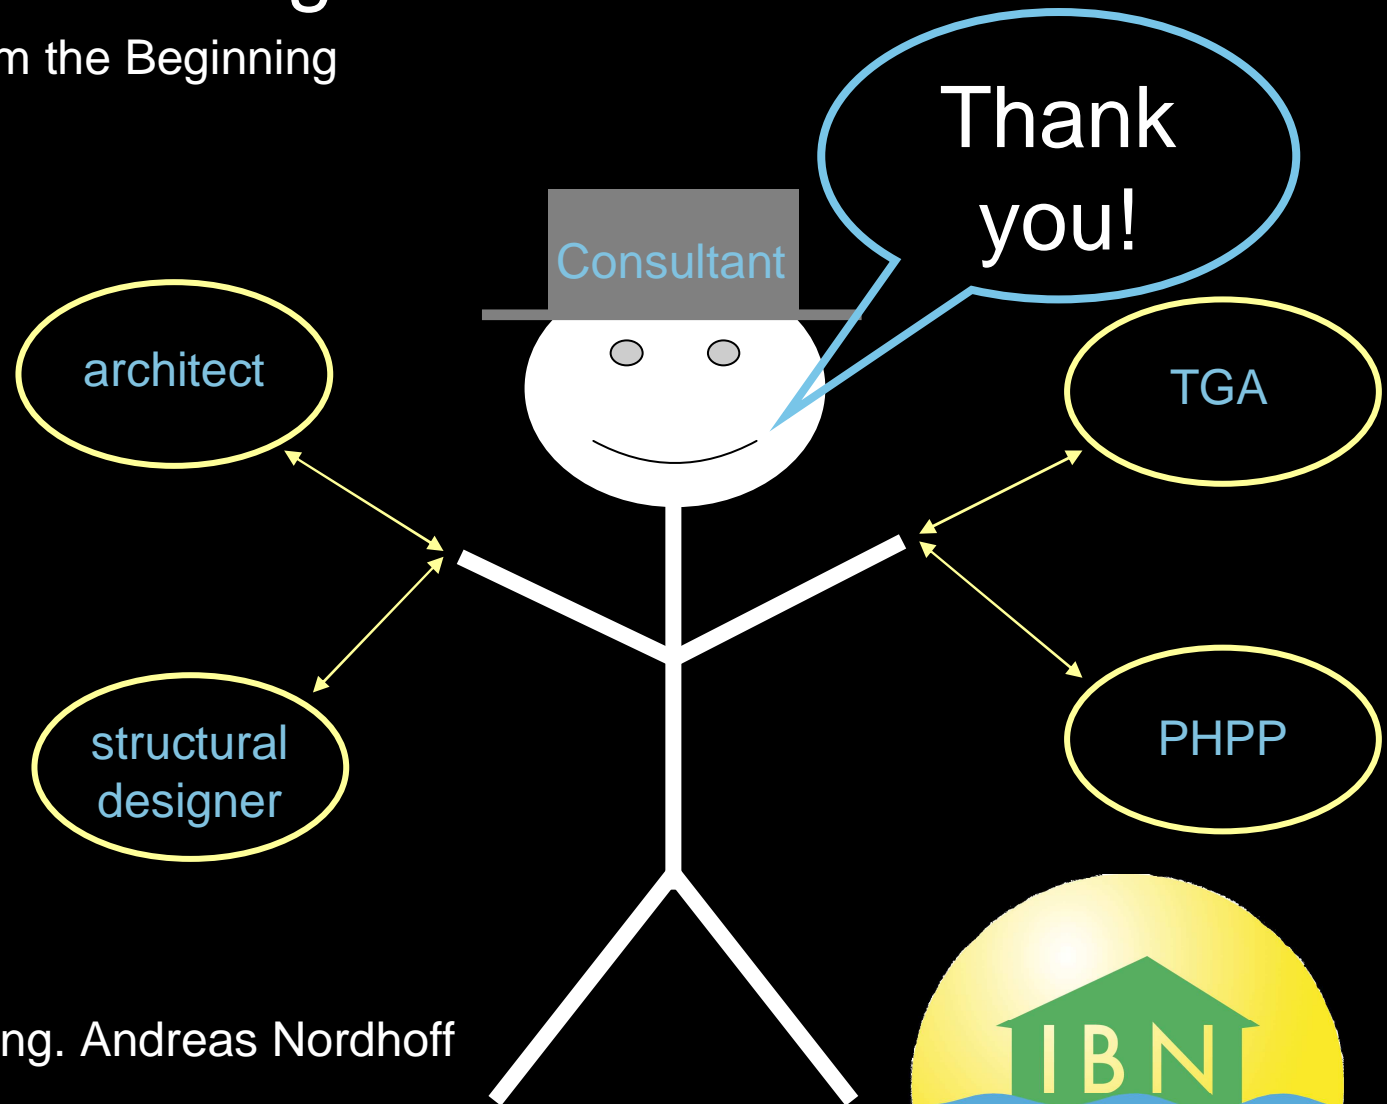 m the Beginning
Thank
you!
Consultant
architect
TGA
structural
designer
PHPP
ng. Andreas Nordhoff
IBN